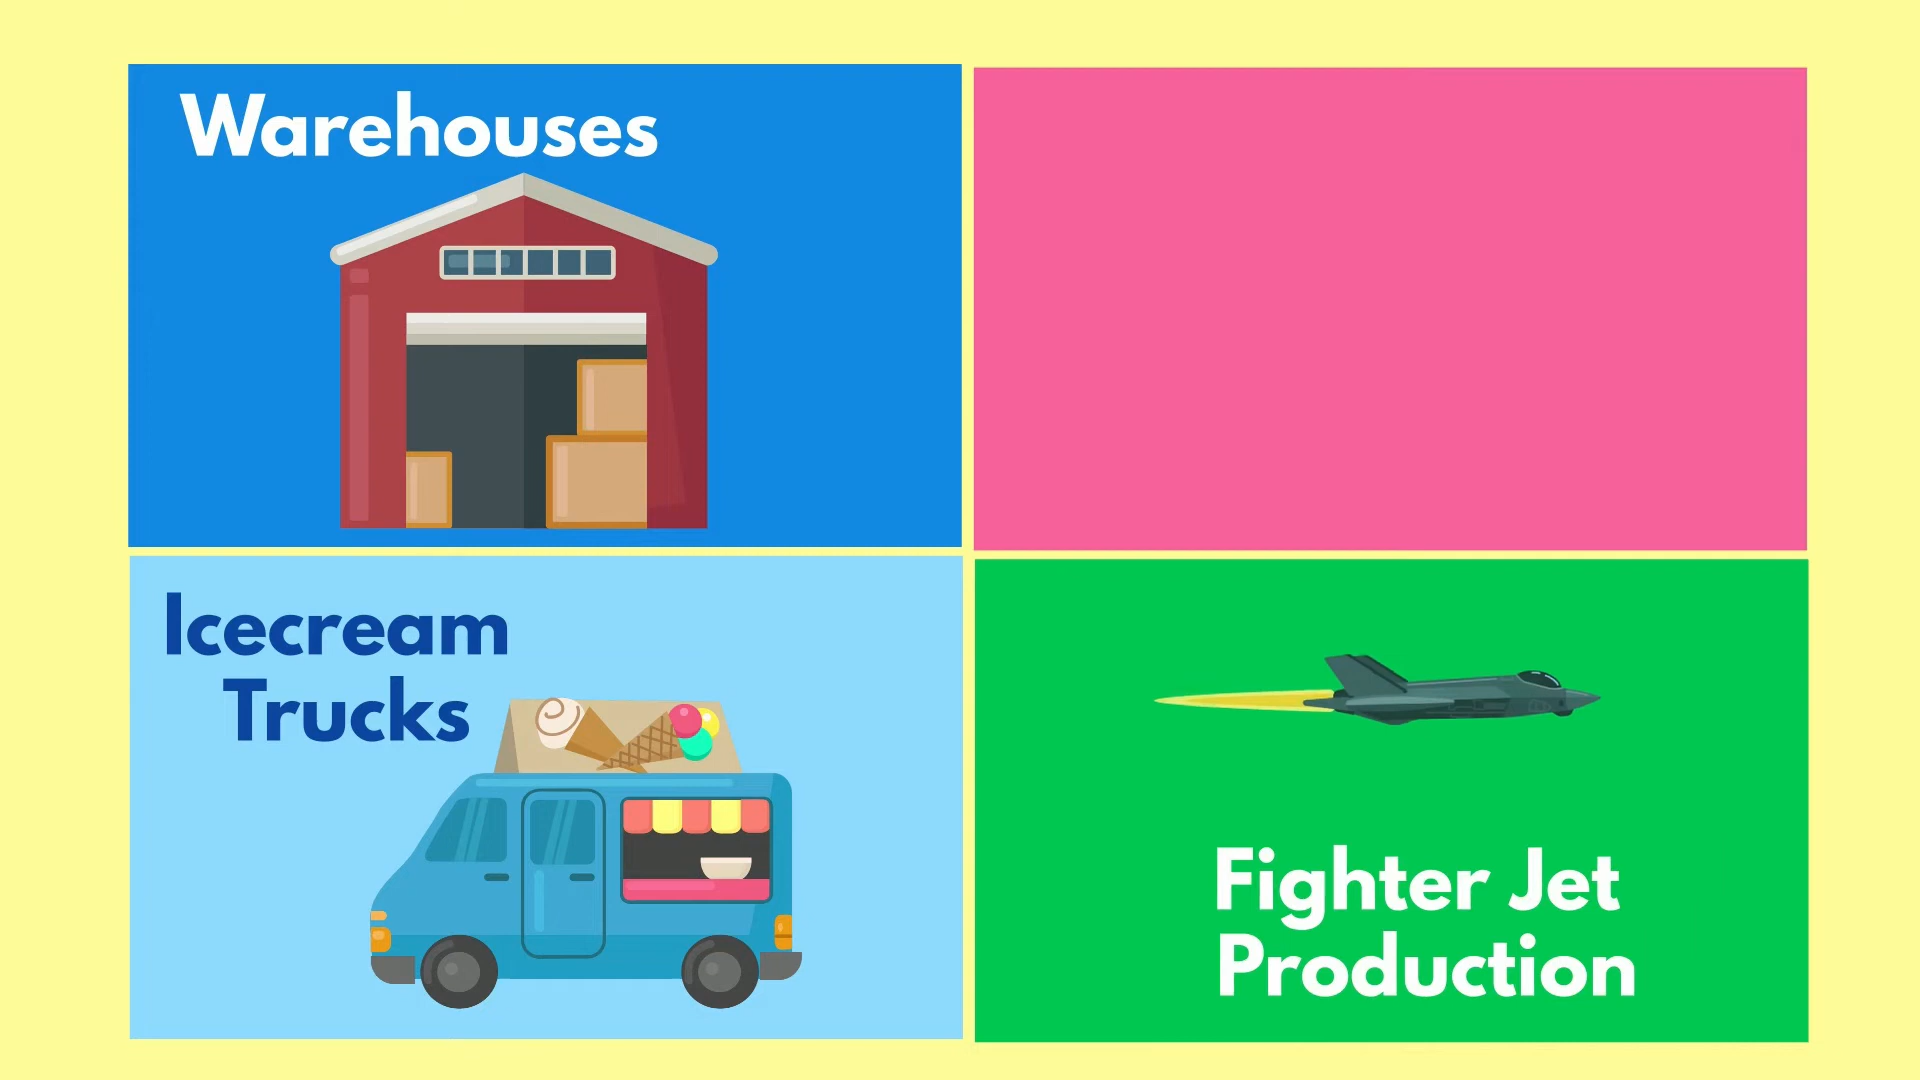 Warehouses
Icecream
Trucks
Fighter Jet
Production